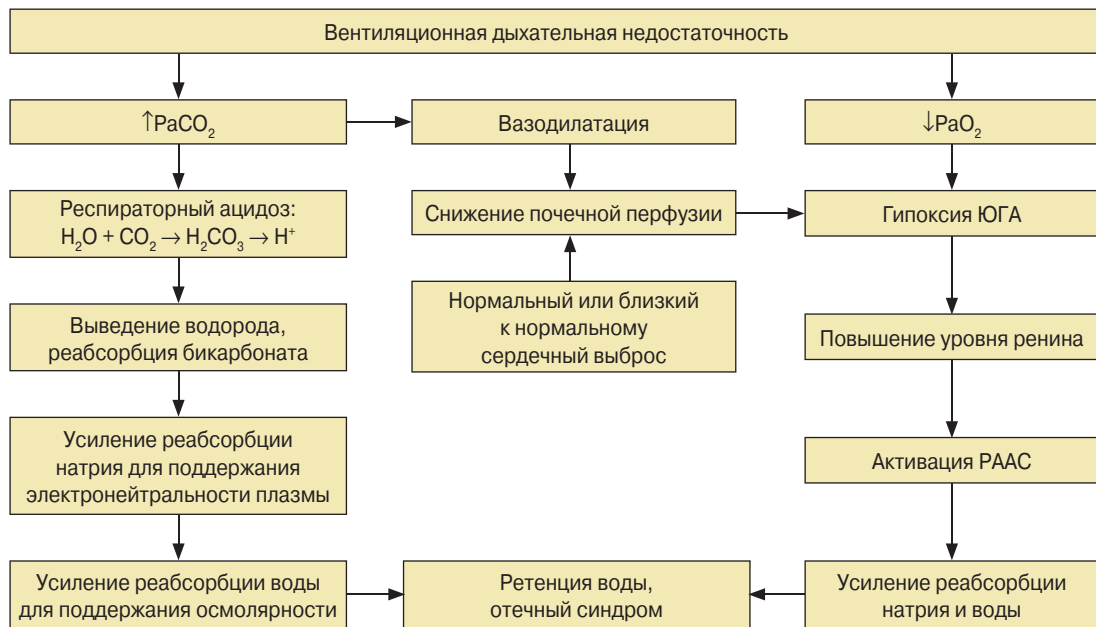 Вентиляционная дыхательная недостаточность
↑PaCO₂
Вазодилатация
↓PaO₂
Респираторный ацидоз:
H₂O + CO₂ → H₂CO₃ → H⁺
Снижение почечной перфузии
Гипоксия ЮГА
Выведение водорода,
реабсорбция бикарбоната
Нормальный или близкий
к нормальному
сердечный выброс
Повышение уровня ренина
Усиление реабсорбции
натрия для поддержания
электронейтральности плазмы
Активация РААС
Усиление реабсорбции воды
для поддержания осмолярности
Ретенция воды,
отечный синдром
Усиление реабсорбции
натрия и воды